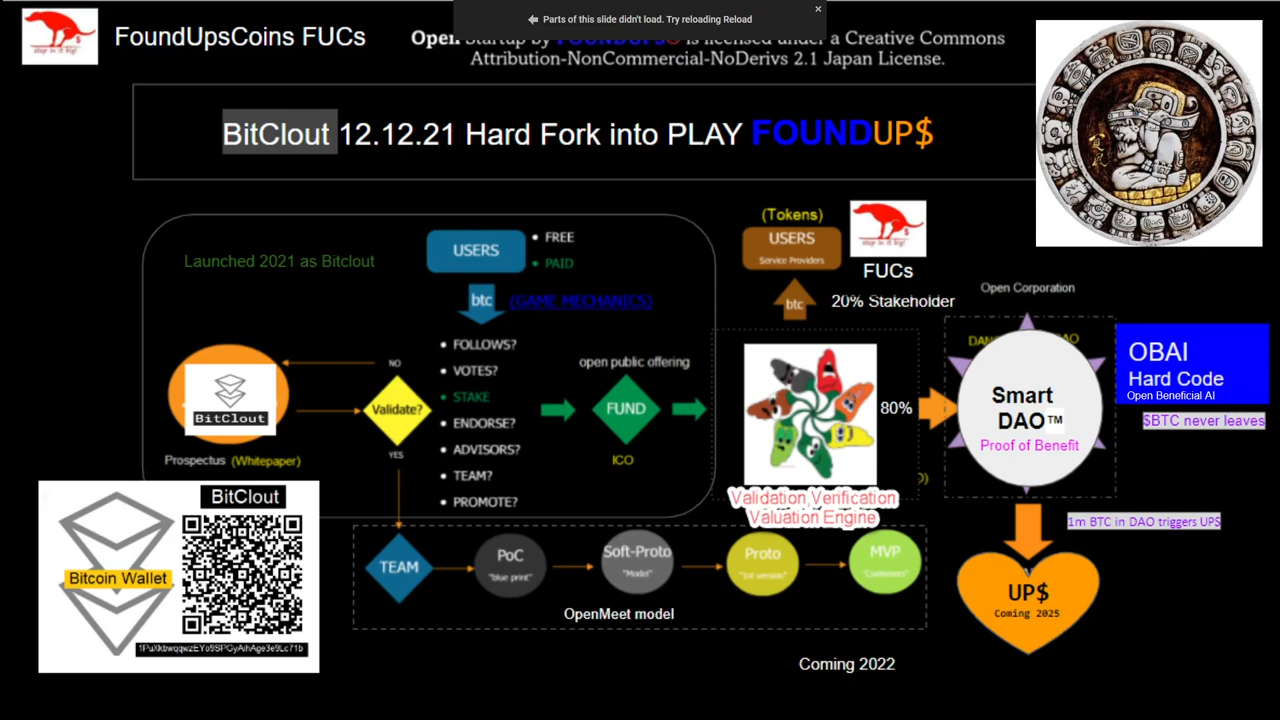 Parts of this slide didn't load. Try reloading Reload
FoundUpsCoins FUCs
Open Startup by FOUNDUPS® is licensed under a Creative Commons
Attribution-NonCommercial-NoDerivs 2.1 Japan License.
BitClout 12.12.21 Hard Fork into PLAY FOUNDUP$
Launched 2021 as Bitclout
USERS
• FREE
• PAID
btc
(GAME MECHANICS)
• FOLLOWS?
• VOTES?
• STAKE
• ENDORSE?
• ADVISORS?
• TEAM?
• PROMOTE?
NO
Validate?
YES
BitClout
Prospectus (Whitepaper)
open public offering
FUND
ICO
(Tokens)
USERS
Service Providers
btc
FUCs
20% Stakeholder
80%
Validation,Verification
Valuation Engine
Open Corporation
Smart
DAO™
Proof of Benefit
OBAI
Hard Code
Open Beneficial AI
$BTC never leaves
1m BTC in DAO triggers UP$
UP$
Coming 2025
BitClout
Bitcoin Wallet
TEAM
PoC
"blue print"
Soft-Proto
"Model"
Proto
"1st version"
MVP
"Customers"
OpenMeet model
Coming 2022